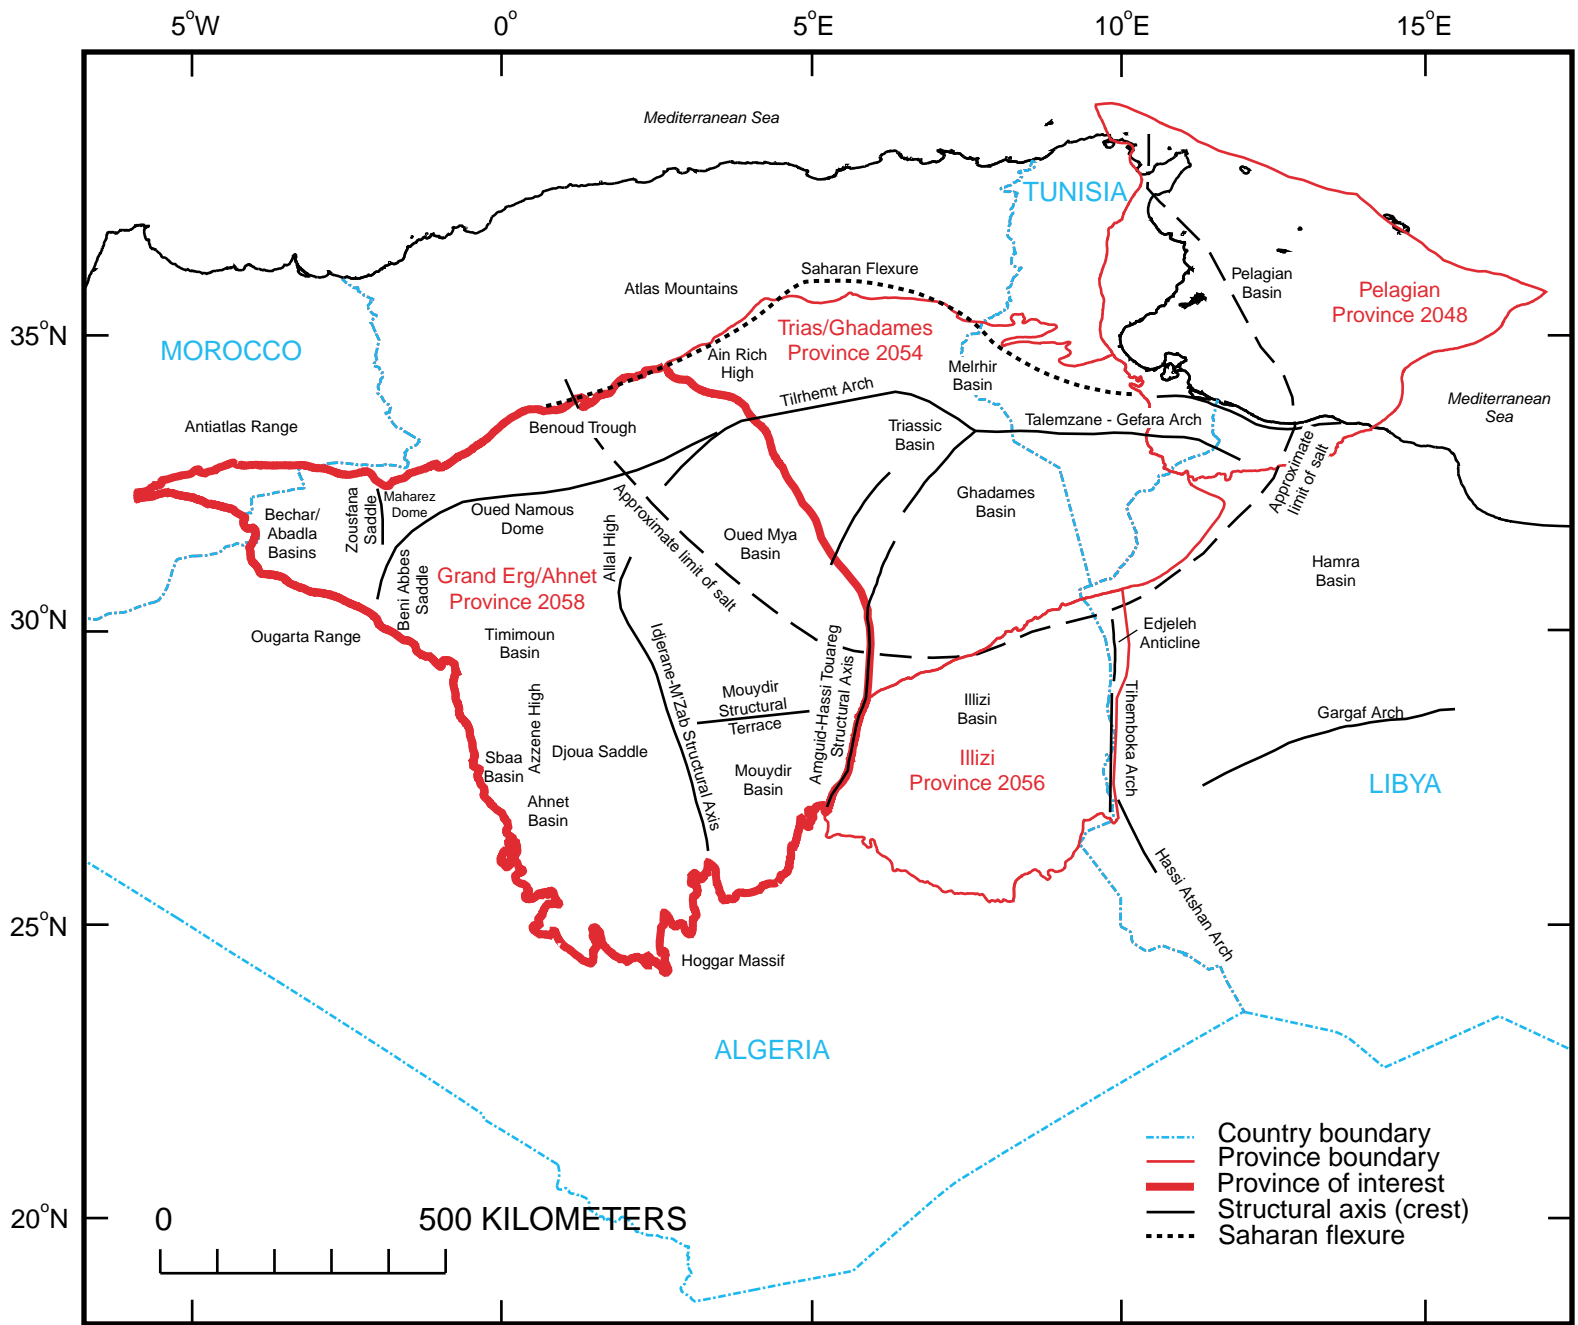 5°W
0°
5°E
10°E
15°E
35°N
30°N
25°N
20°N
Mediterranean Sea
TUNISIA
Saharan Flexure
Atlas Mountains
Pelagian
Basin
Pelagian
Province 2048
Trias/Ghadames
Province 2054
MOROCCO
Ain Rich
High
Melrhir
Basin
Tilrhemt Arch
Mediterranean
Sea
Antiatlas Range
Benoud Trough
Triassic
Basin
Talemzane - Gefara Arch
Approximate
limit of salt
Zousfana
Saddle
Maharez
Dome
Bechar/
Abadla
Basins
Oued Namous
Dome
Allal High
Approximate limit of salt
Oued Mya
Basin
Ghadames
Basin
Hamra
Basin
Beni Abbes
Saddle
Grand Erg/Ahnet
Province 2058
Ougarta Range
Timimoun
Basin
Idjerane-M'Zab Structural Axis
Amguid-Hassi Touareg
Structural Axis
Edjeleh
Anticline
Mouydir
Structural
Terrace
Illizi
Basin
Tihemboka Arch
Gargaf Arch
Azzene High
Sbaa
Basin
Djoua Saddle
Mouydir
Basin
Illizi
Province 2056
LIBYA
Ahnet
Basin
Hassi Atshan Arch
Hoggar Massif
ALGERIA
Country boundary
Province boundary
Province of interest
Structural axis (crest)
Saharan flexure
0
500 KILOMETERS